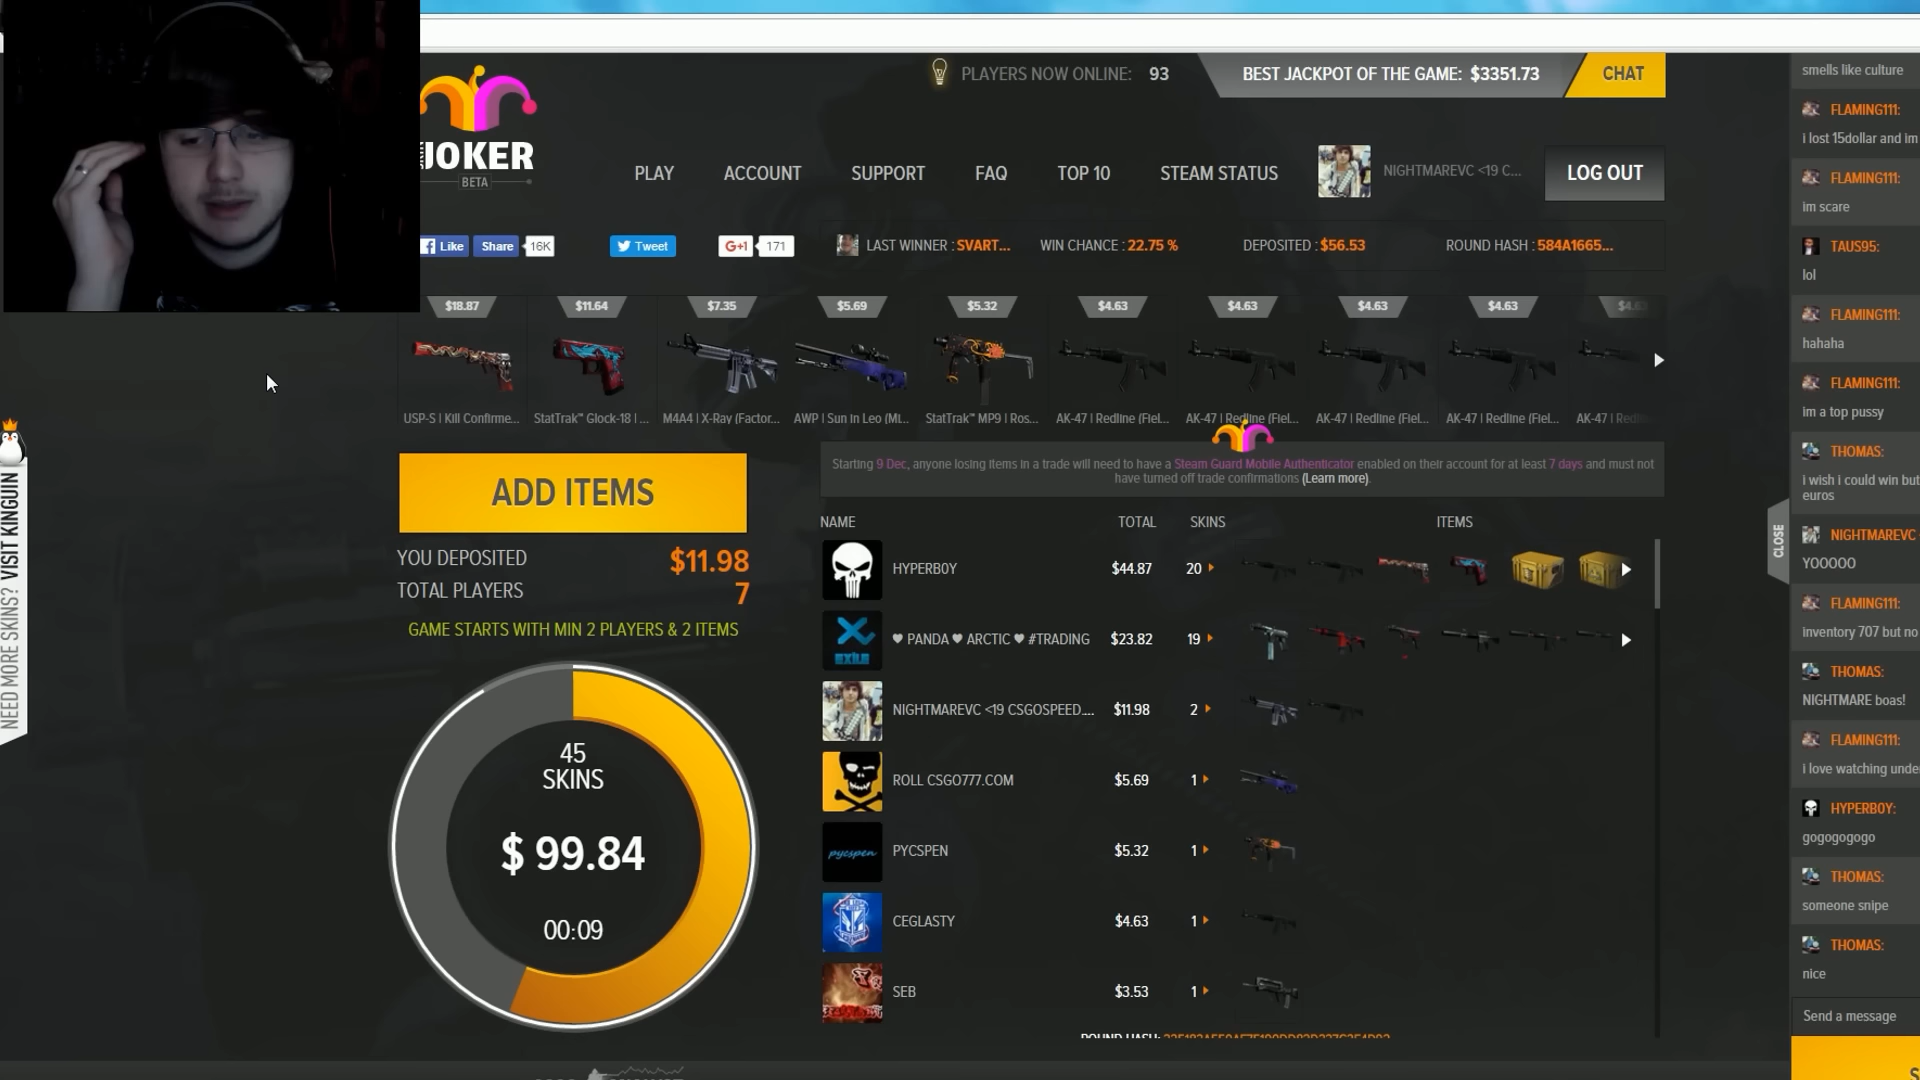 PLAYERS NOW ONLINE: 93
BEST JACKPOT OF THE GAME: $3351.73
CHAT
JOKER
BETA
PLAY
ACCOUNT
SUPPORT
FAQ
TOP 10
STEAM STATUS
NIGHTMAREVC <19 C...
LOG OUT
Like
Share
16K
Tweet
G+1
171
LAST WINNER : SVART...
WIN CHANCE : 22.75 %
DEPOSITED : $56.53
ROUND HASH : 584A1665...
$18.87
$11.64
$7.35
$5.69
$5.32
$4.63
$4.63
$4.63
$4.63
USP-S | Kill Confirme...
StatTrak™ Glock-18 | ...
M4A4 | X-Ray (Factor...
AWP | Sun in Leo (Mi...
StatTrak™ MP9 | Ros...
AK-47 | Redline (Fiel...
AK-47 | Redline (Fiel...
AK-47 | Redline (Fiel...
AK-47 | Redline (Fiel...
ADD ITEMS
YOU DEPOSITED $11.98
TOTAL PLAYERS 7
GAME STARTS WITH MIN 2 PLAYERS & 2 ITEMS
45
SKINS
$ 99.84
00:09
NEED MORE SKINS? VISIT KINGUIN
Starting 9 Dec, anyone losing items in a trade will need to have a Steam Guard Mobile Authenticator enabled on their account for at least 7 days and must not
have turned off trade confirmations (Learn more).
NAME TOTAL SKINS ITEMS
HYPERB0Y $44.87 20
♥ PANDA ♥ ARCTIC ♥ #TRADING $23.82 19
EXILE
NIGHTMAREVC <19 CSGOSPEED.... $11.98 2
ROLL CSGO777.COM $5.69 1
pycspen
PYCSPEN $5.32 1
CEGLASTY $4.63 1
SEB $3.53 1
CLOSE
smells like culture
FLAMING111:
i lost 15dollar and im
FLAMING111:
im scare
TAUS95:
lol
FLAMING111:
hahaha
FLAMING111:
im a top pussy
THOMAS:
i wish i could win but
euros
NIGHTMAREVC
YOOOOO
FLAMING111:
inventory 707 but no
THOMAS:
NIGHTMARE boas!
FLAMING111:
i love watching unde
HYPERB0Y:
gogogogogo
THOMAS:
someone snipe
THOMAS:
nice
Send a message